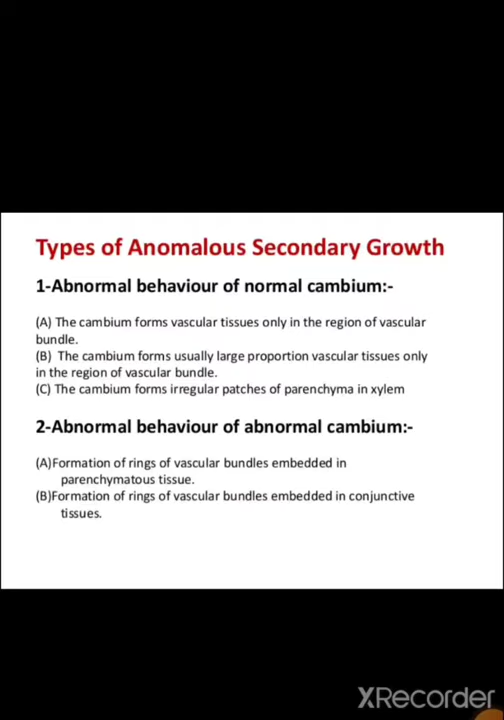 Types of Anomalous Secondary Growth
1-Abnormal behaviour of normal cambium:-
(A) The cambium forms vascular tissues only in the region of vascular
bundle.
(B) The cambium forms usually large proportion vascular tissues only
in the region of vascular bundle.
(C) The cambium forms irregular patches of parenchyma in xylem
2-Abnormal behaviour of abnormal cambium:-
(A)Formation of rings of vascular bundles embedded in
parenchymatous tissue.
(B)Formation of rings of vascular bundles embedded in conjunctive
tissues.
XRecorder